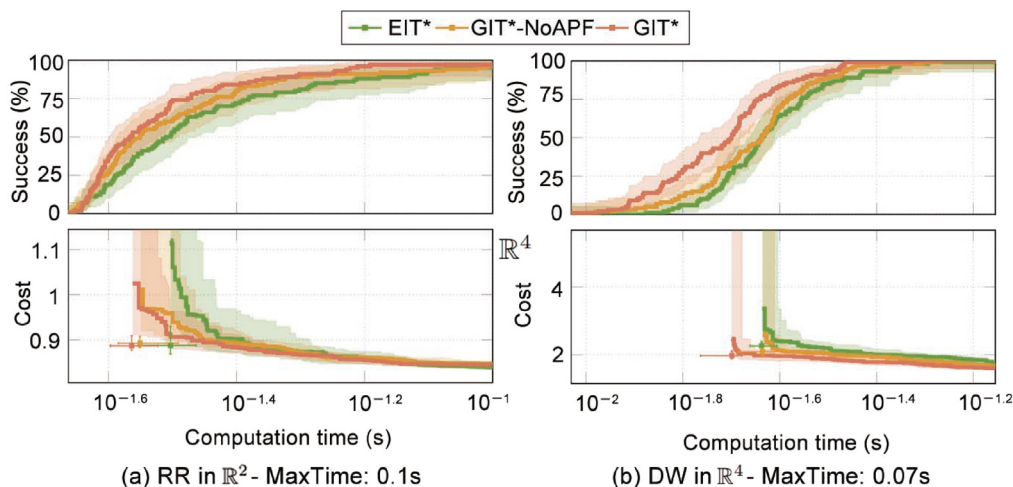 EIT* GIT*-NoAPF GIT*
Success (%)
100
75
50
25
0
Cost
1.1
1
0.9
10^-1.6 10^-1.4 10^-1.2 10^-1
Computation time (s)
(a) RR in ℝ² - MaxTime: 0.1s
ℝ⁴
Success (%)
100
75
50
25
0
Cost
4
2
10^-2 10^-1.8 10^-1.6 10^-1.4 10^-1.2
Computation time (s)
(b) DW in ℝ⁴ - MaxTime: 0.07s